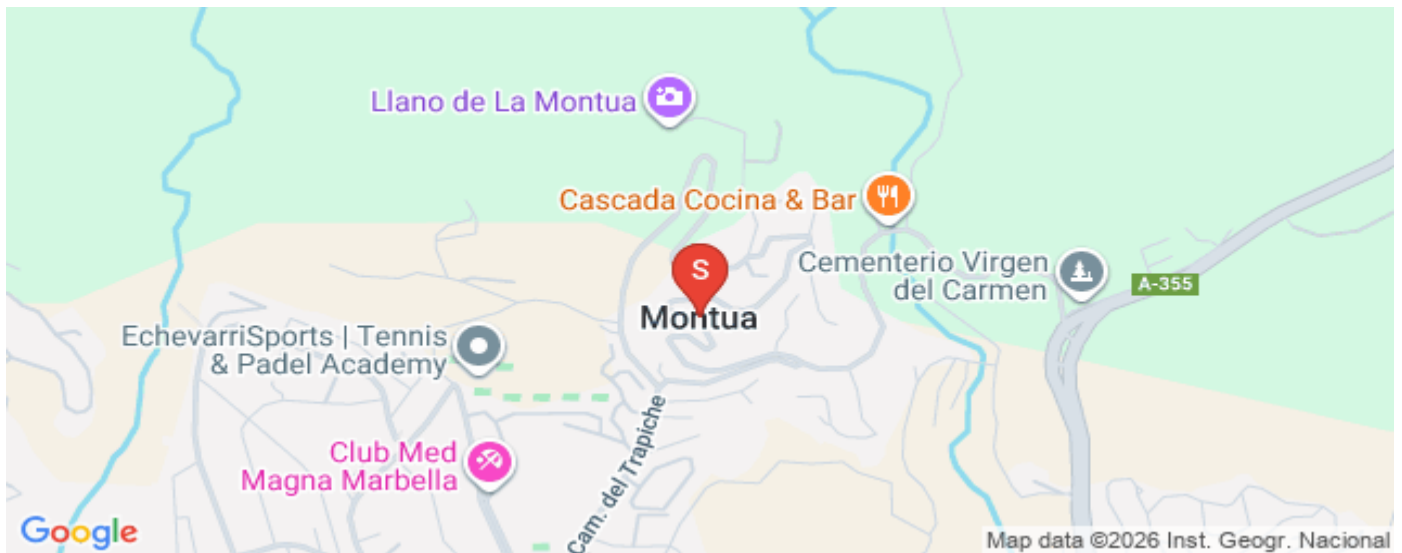 Llano de La Montua
Cascada Cocina & Bar
S
Cementerio Virgen
del Carmen
A-355
Montua
EchevarriSports | Tennis
& Padel Academy
Club Med
Magna Marbella
Cam. del Trapiche
Google
Map data ©2026 Inst. Geogr. Nacional